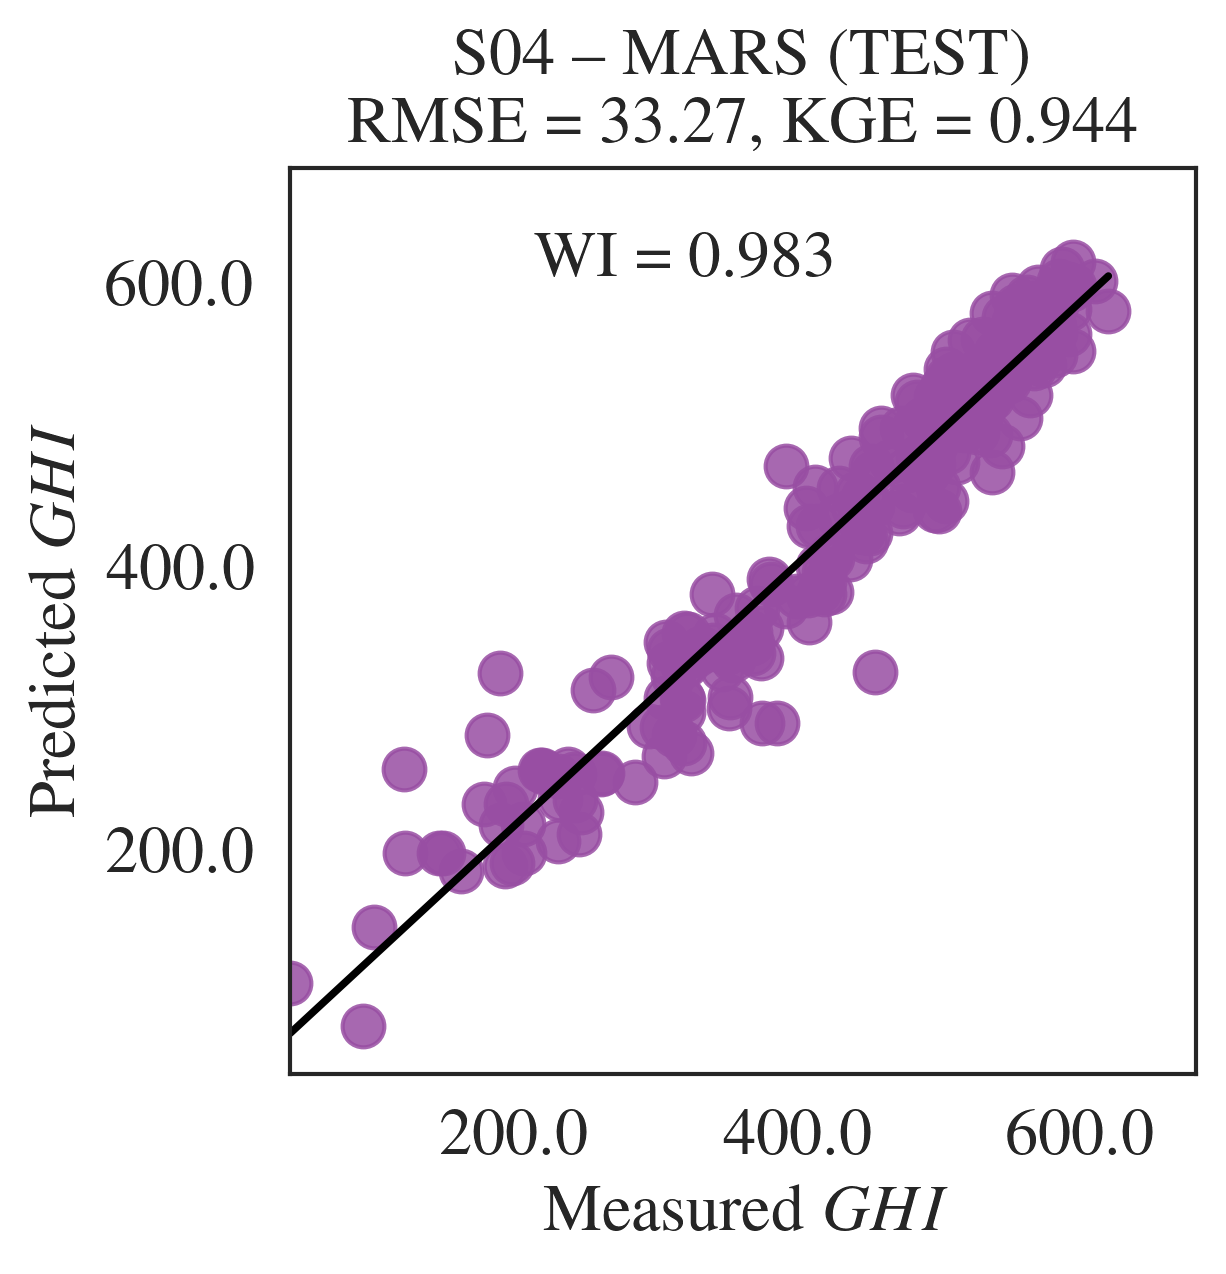 S04 – MARS (TEST)
RMSE = 33.27, KGE = 0.944
WI = 0.983
600.0
400.0
200.0
Predicted GHI
200.0 400.0 600.0
Measured GHI